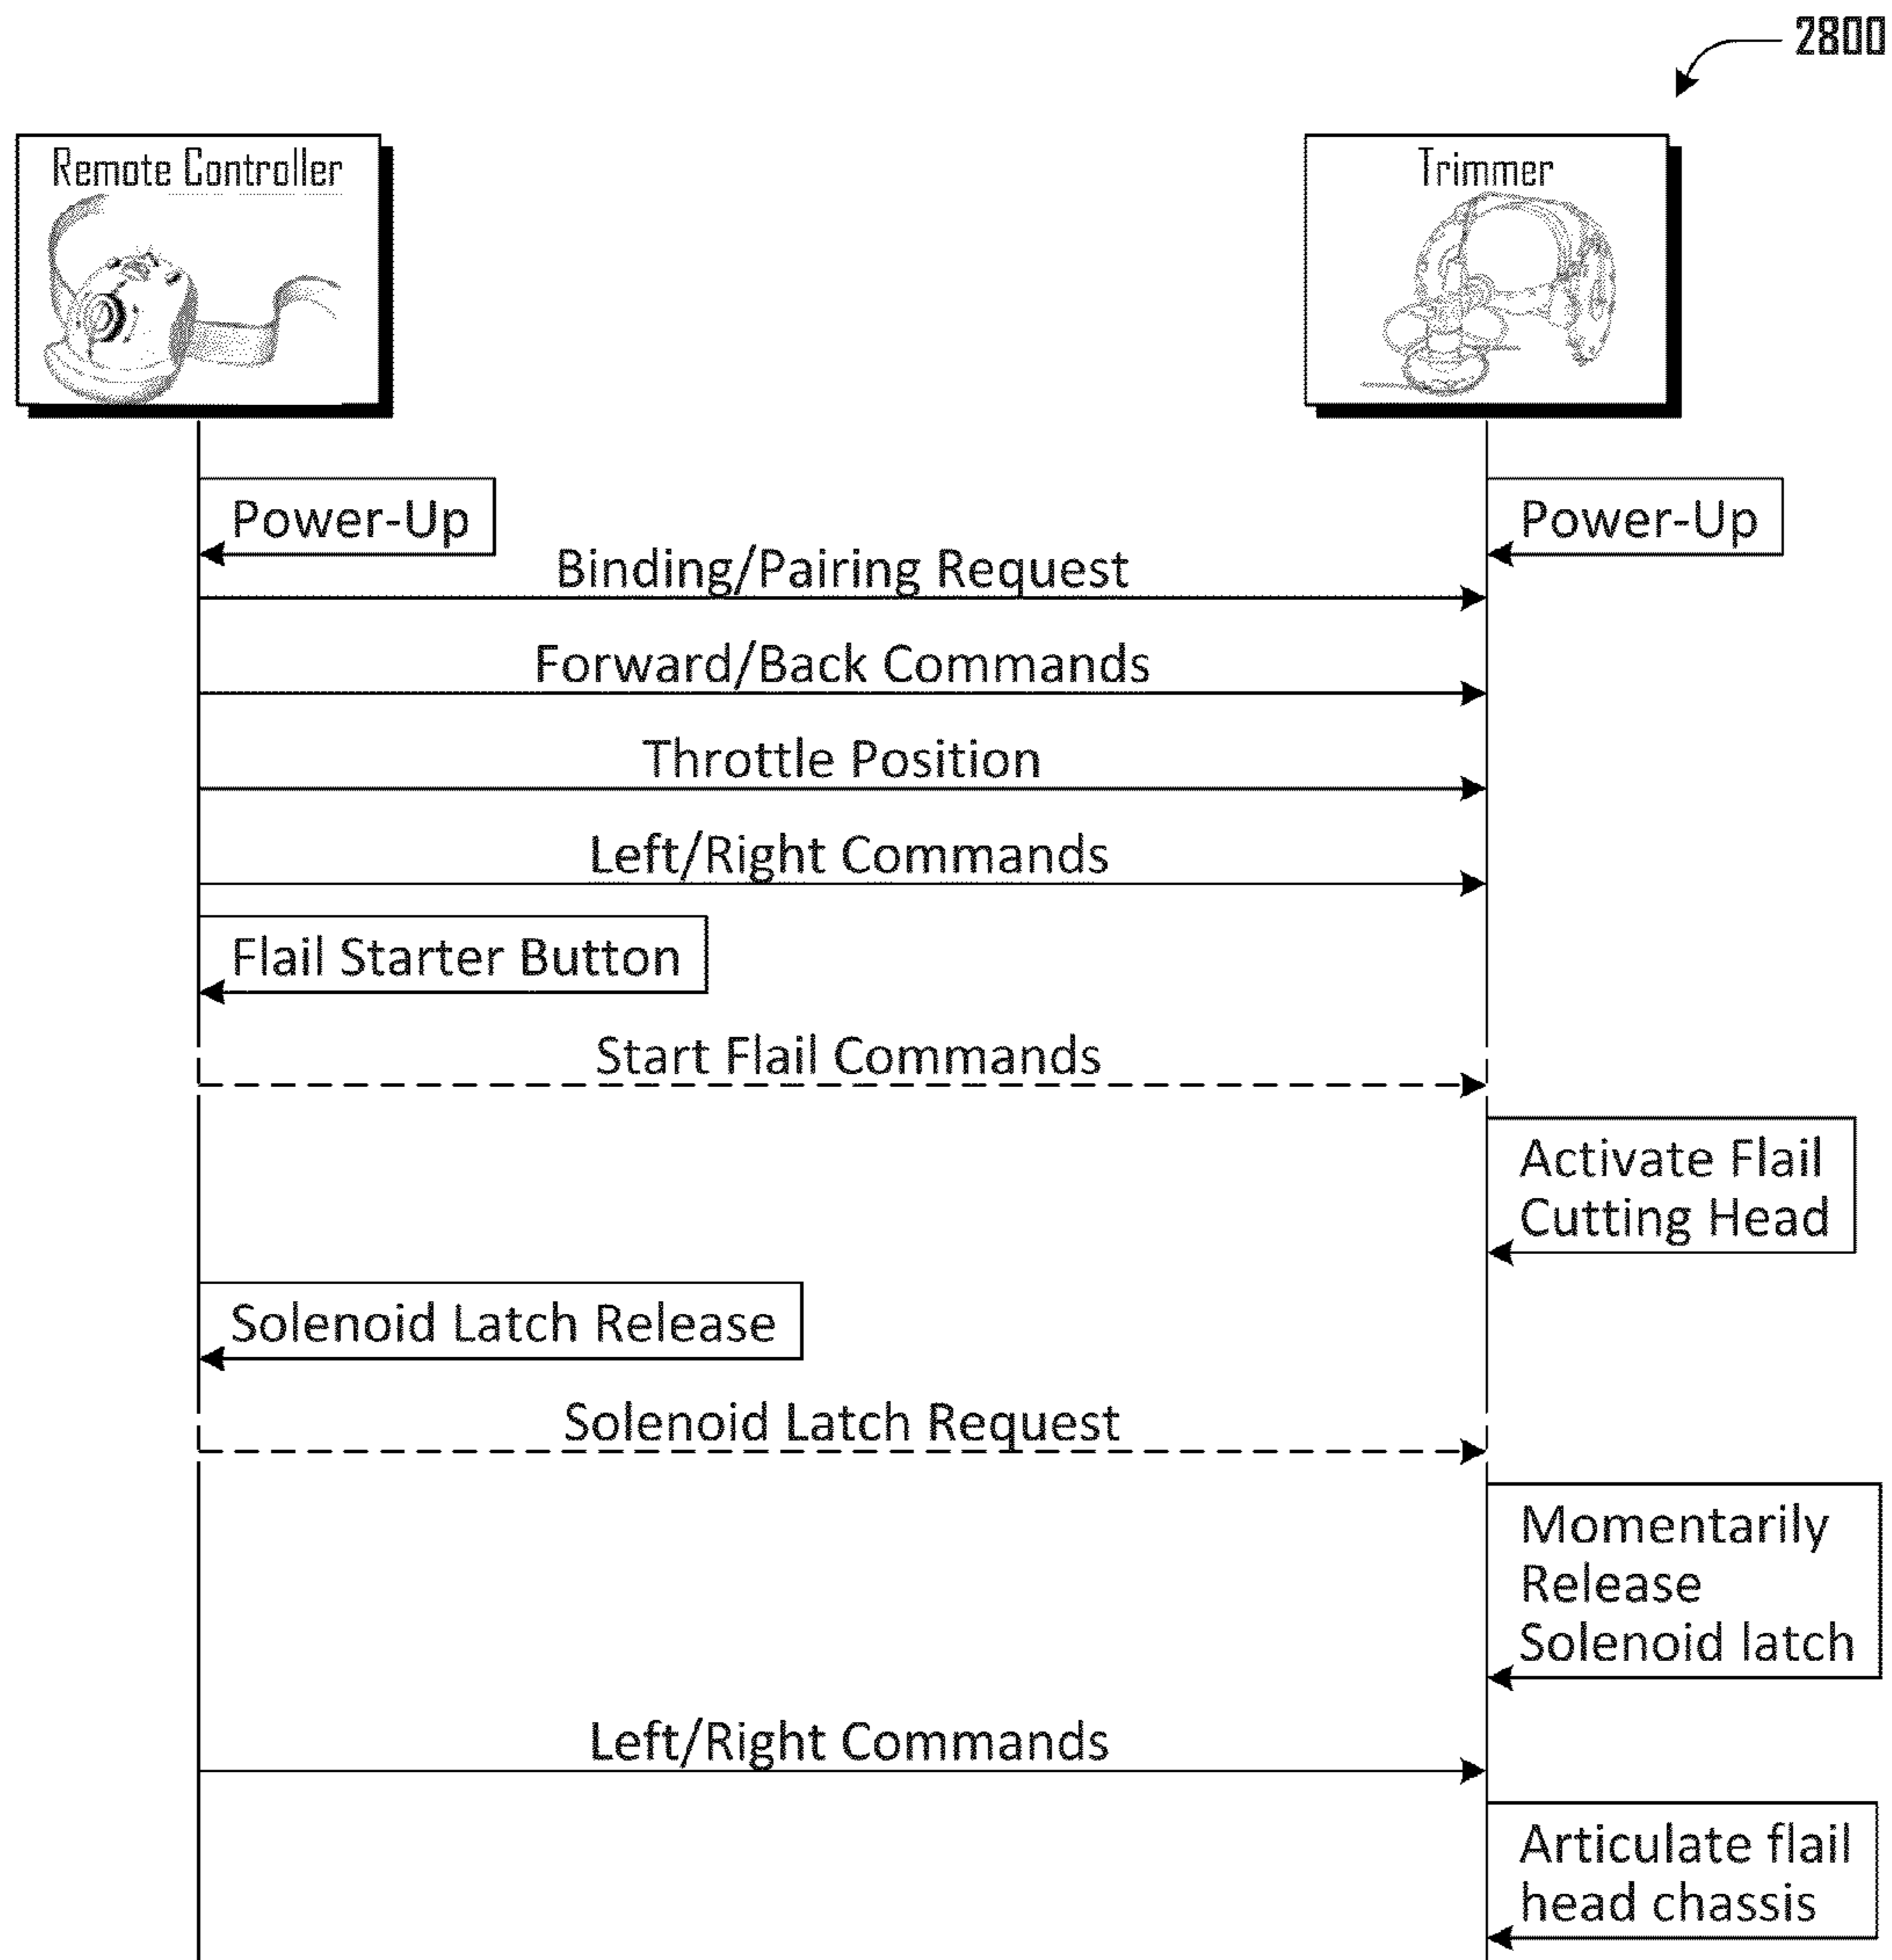 2800
Remote Controller
Trimmer
Power-Up
Power-Up
Binding/Pairing Request
Forward/Back Commands
Throttle Position
Left/Right Commands
Flail Starter Button
Start Flail Commands
Activate Flail
Cutting Head
Solenoid Latch Release
Solenoid Latch Request
Momentarily
Release
Solenoid latch
Left/Right Commands
Articulate flail
head chassis